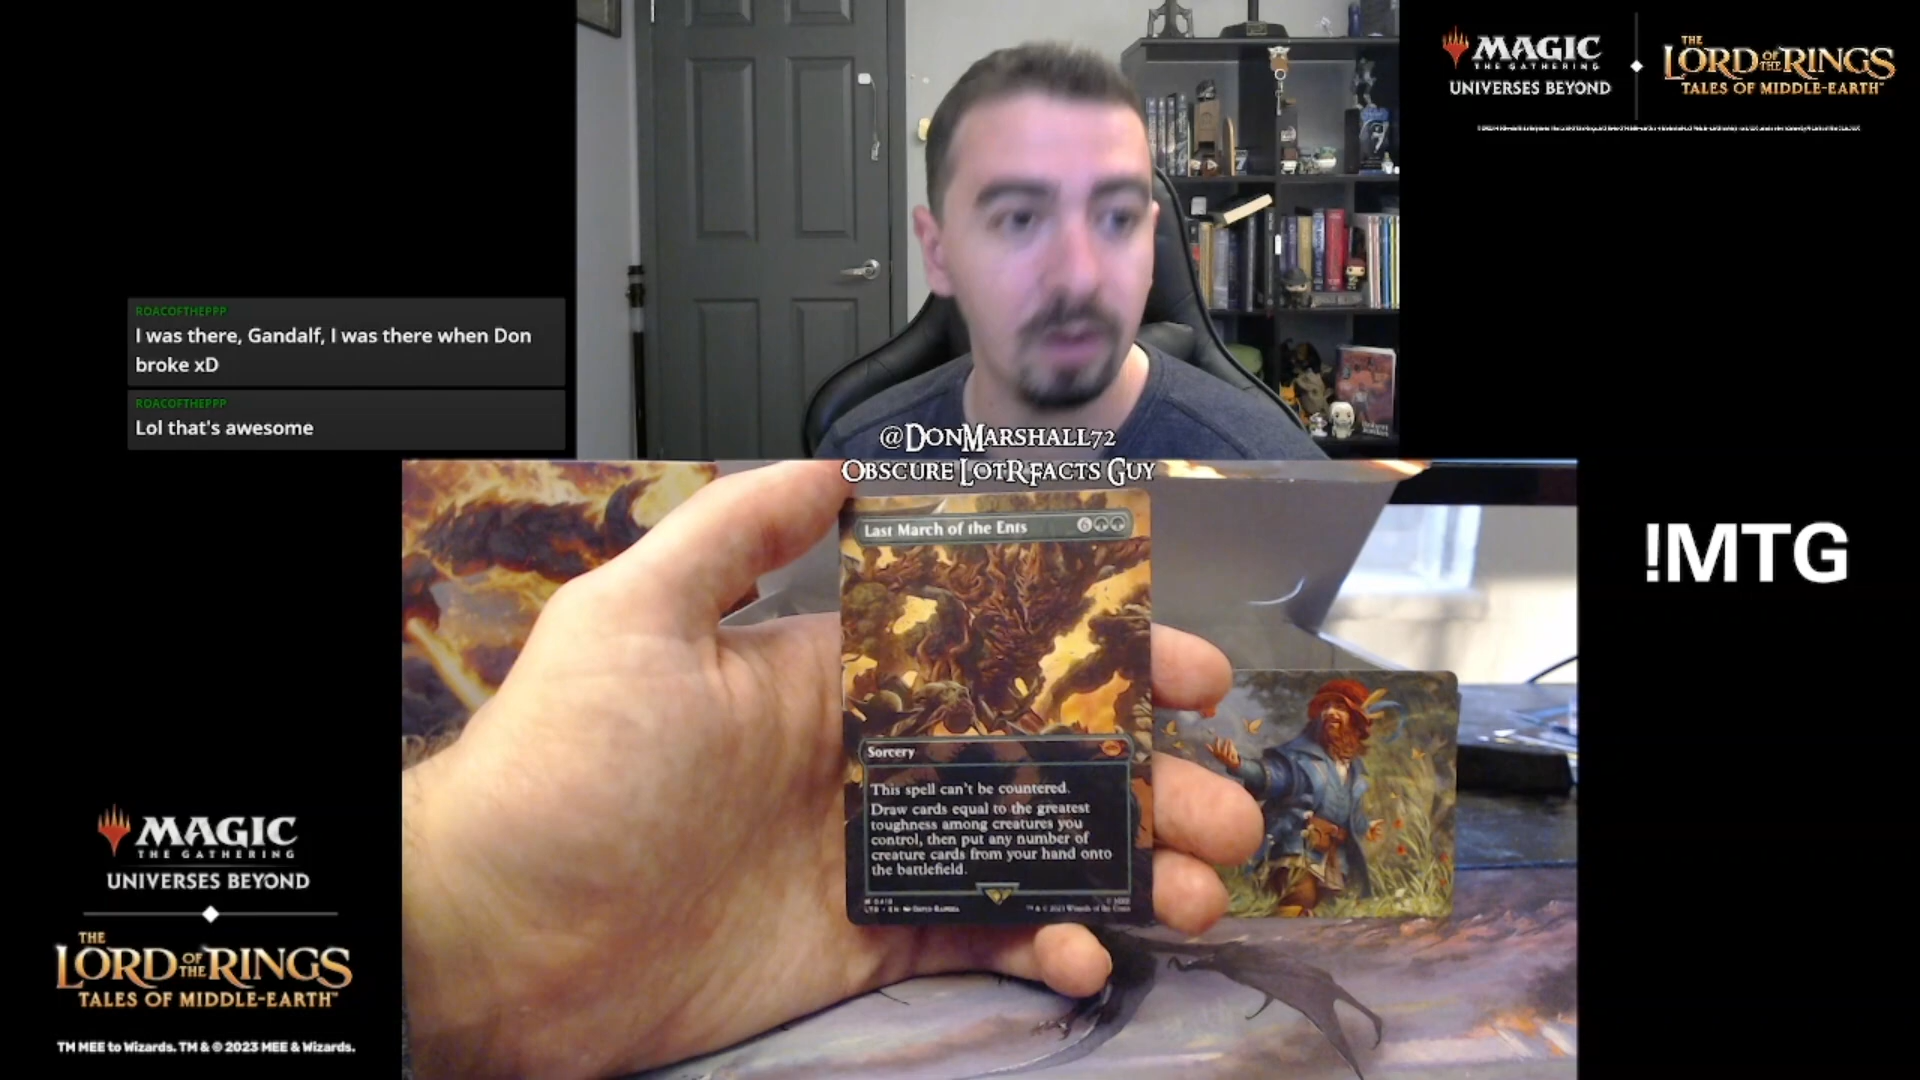 MAGIC
THE GATHERING
UNIVERSES BEYOND
THE
LORD OF THE RINGS
TALES OF MIDDLE-EARTH™
ROACOFTHEPPP
I was there, Gandalf, I was there when Don
broke xD
ROACOFTHEPPP
Lol that's awesome
@DonMarshall72
Obscure LotR facts Guy
!MTG
Last March of the Ents
6
Sorcery
This spell can't be countered.
Draw cards equal to the greatest
toughness among creatures you
control, then put any number of
creature cards from your hand onto
the battlefield.
MAGIC
THE GATHERING
UNIVERSES BEYOND
THE
LORD OF THE RINGS
TALES OF MIDDLE-EARTH™
TM MEE to Wizards. TM & © 2023 MEE & Wizards.